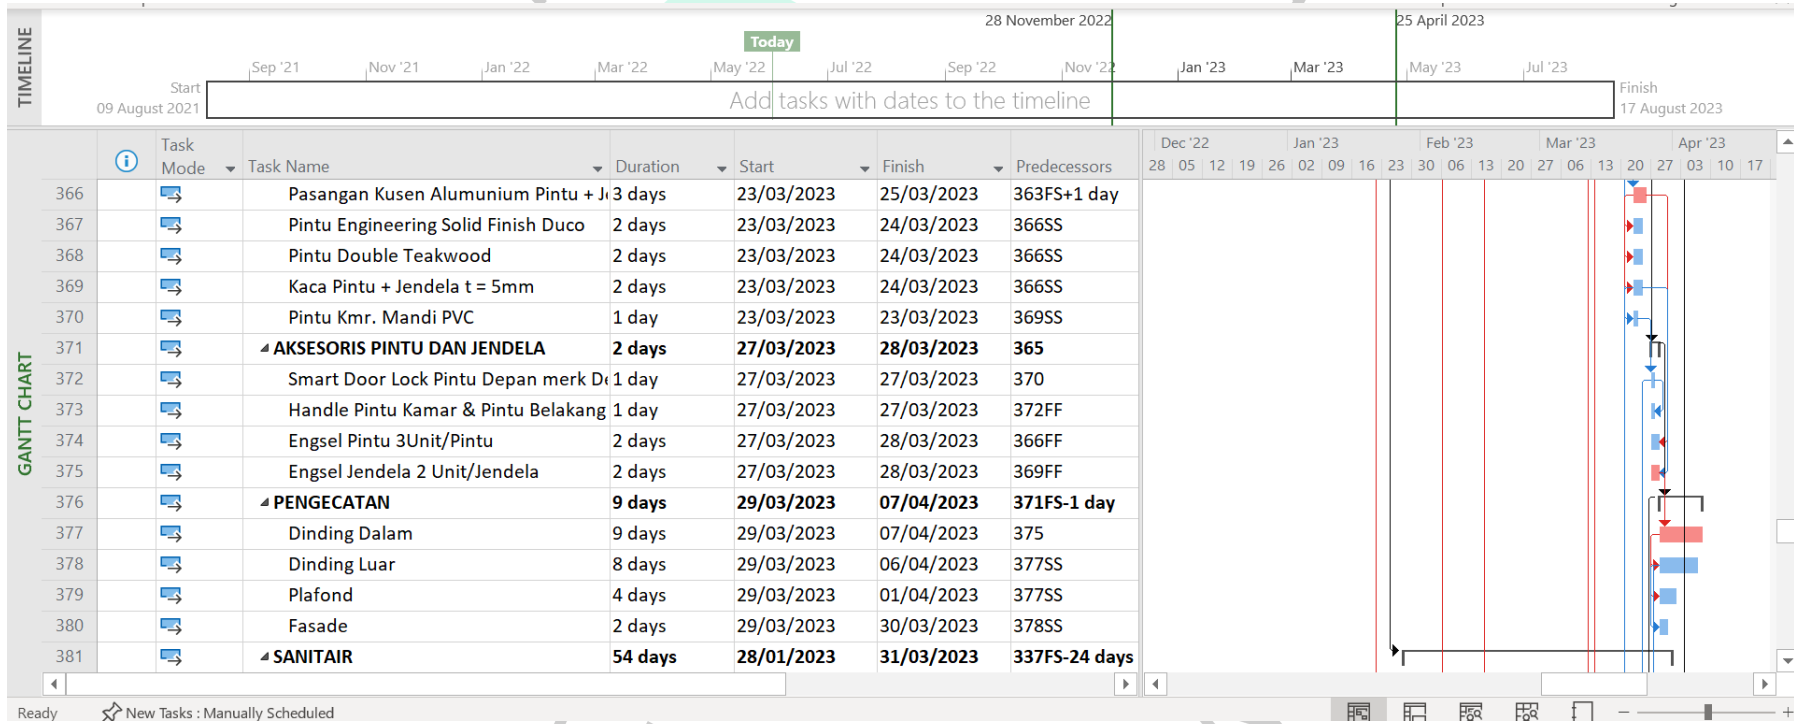 28 November 2022 25 April 2023
Today
Sep '21 Nov '21 Jan '22 Mar '22 May '22 Jul '22 Sep '22 Nov '22 Jan '23 Mar '23 May '23 Jul '23
TIMELINE
Start
09 August 2021
Add tasks with dates to the timeline
Finish
17 August 2023
Task Mode Task Name Duration Start Finish Predecessors
Dec '22 Jan '23 Feb '23 Mar '23 Apr '23
28 05 12 19 26 02 09 16 23 30 06 13 20 27 06 13 20 27 03 10 17
GANTT CHART
366 Pasangan Kusen Alumunium Pintu + J 3 days 23/03/2023 25/03/2023 363FS+1 day
367 Pintu Engineering Solid Finish Duco 2 days 23/03/2023 24/03/2023 366SS
368 Pintu Double Teakwood 2 days 23/03/2023 24/03/2023 366SS
369 Kaca Pintu + Jendela t = 5mm 2 days 23/03/2023 24/03/2023 366SS
370 Pintu Kmr. Mandi PVC 1 day 23/03/2023 23/03/2023 369SS
371 AKSESORIS PINTU DAN JENDELA 2 days 27/03/2023 28/03/2023 365
372 Smart Door Lock Pintu Depan merk D 1 day 27/03/2023 27/03/2023 370
373 Handle Pintu Kamar & Pintu Belakang 1 day 27/03/2023 27/03/2023 372FF
374 Engsel Pintu 3Unit/Pintu 2 days 27/03/2023 28/03/2023 366FF
375 Engsel Jendela 2 Unit/Jendela 2 days 27/03/2023 28/03/2023 369FF
376 PENGECATAN 9 days 29/03/2023 07/04/2023 371FS-1 day
377 Dinding Dalam 9 days 29/03/2023 07/04/2023 375
378 Dinding Luar 8 days 29/03/2023 06/04/2023 377SS
379 Plafond 4 days 29/03/2023 01/04/2023 377SS
380 Fasade 2 days 29/03/2023 30/03/2023 378SS
381 SANITAIR 54 days 28/01/2023 31/03/2023 337FS-24 days
Ready New Tasks : Manually Scheduled